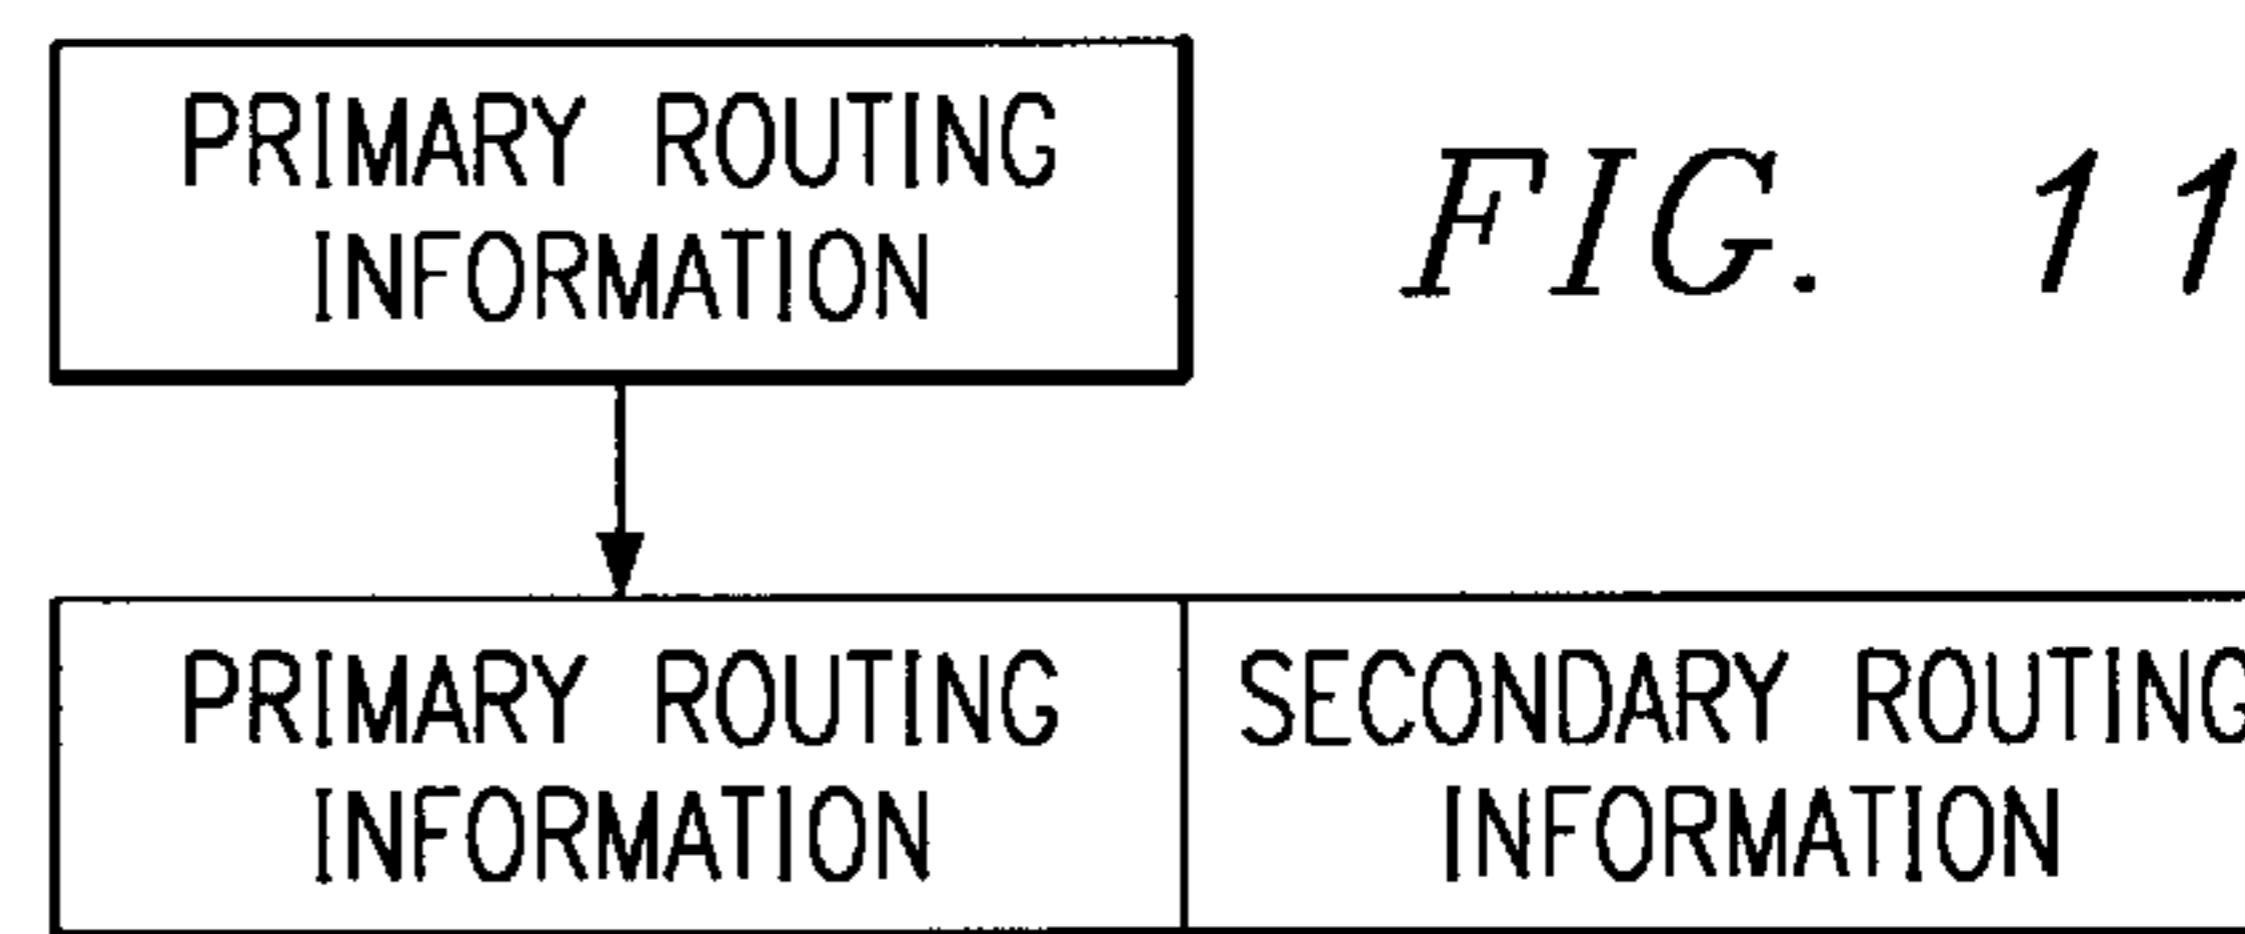 PRIMARY ROUTING
INFORMATION
FIG. 11
PRIMARY ROUTING
INFORMATION
SECONDARY ROUTING
INFORMATION